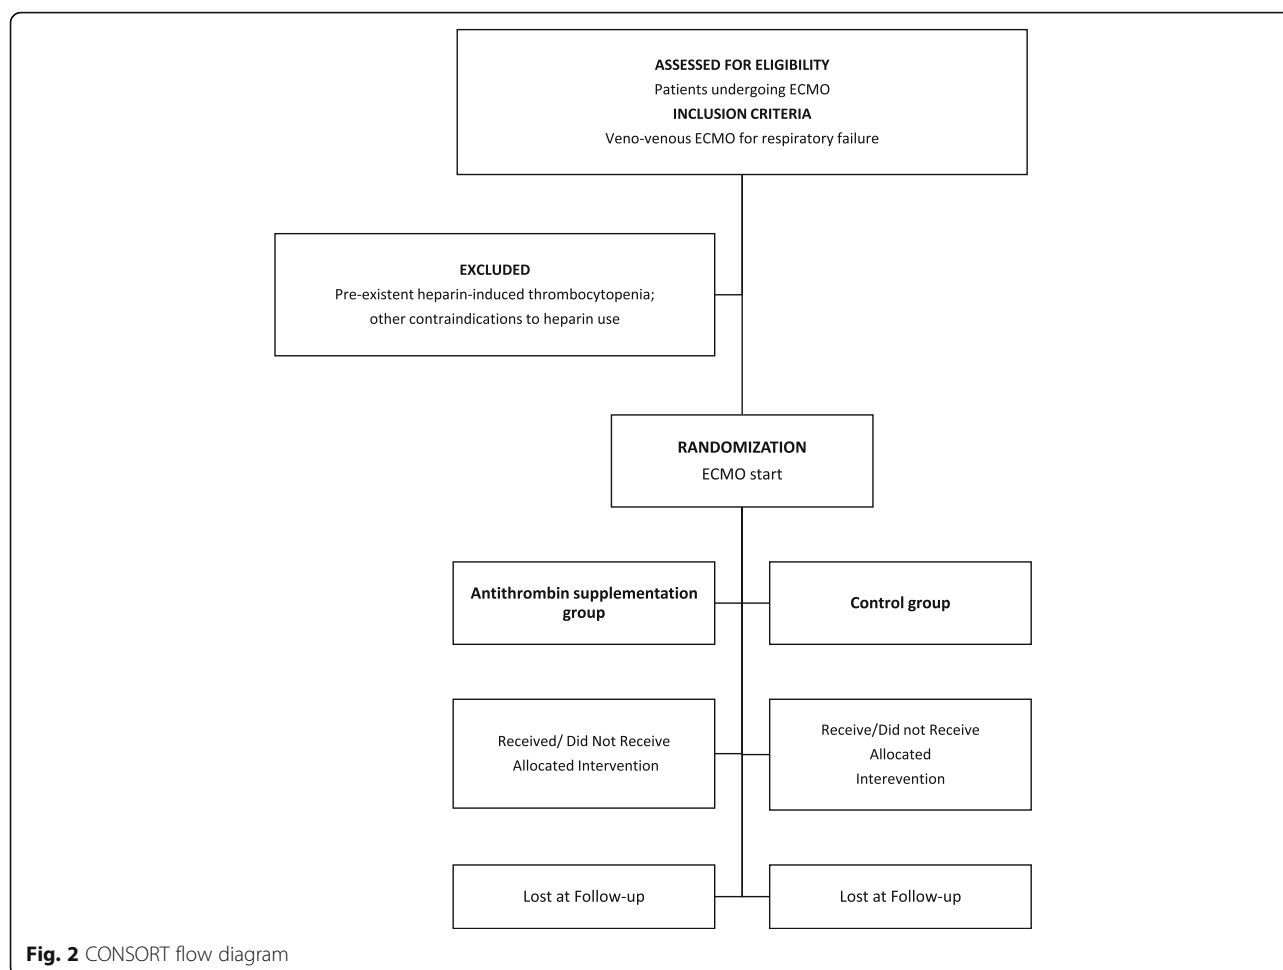 ASSESSED FOR ELIGIBILITY
Patients undergoing ECMO
INCLUSION CRITERIA
Veno-venous ECMO for respiratory failure
EXCLUDED
Pre-existent heparin-induced thrombocytopenia;
other contraindications to heparin use
RANDOMIZATION
ECMO start
Antithrombin supplementation
group
Control group
Received/ Did Not Receive
Allocated Intervention
Receive/Did not Receive
Allocated
Interevention
Lost at Follow-up
Lost at Follow-up
Fig. 2 CONSORT flow diagram